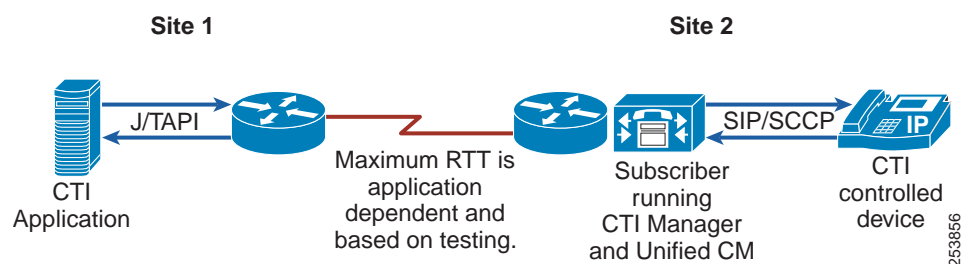 Site 1
Site 2
J/TAPI
SIP/SCCP
IP
CTI
Application
Maximum RTT is
application
dependent and
based on testing.
Subscriber
running
CTI Manager
and Unified CM
CTI
controlled
device
253856